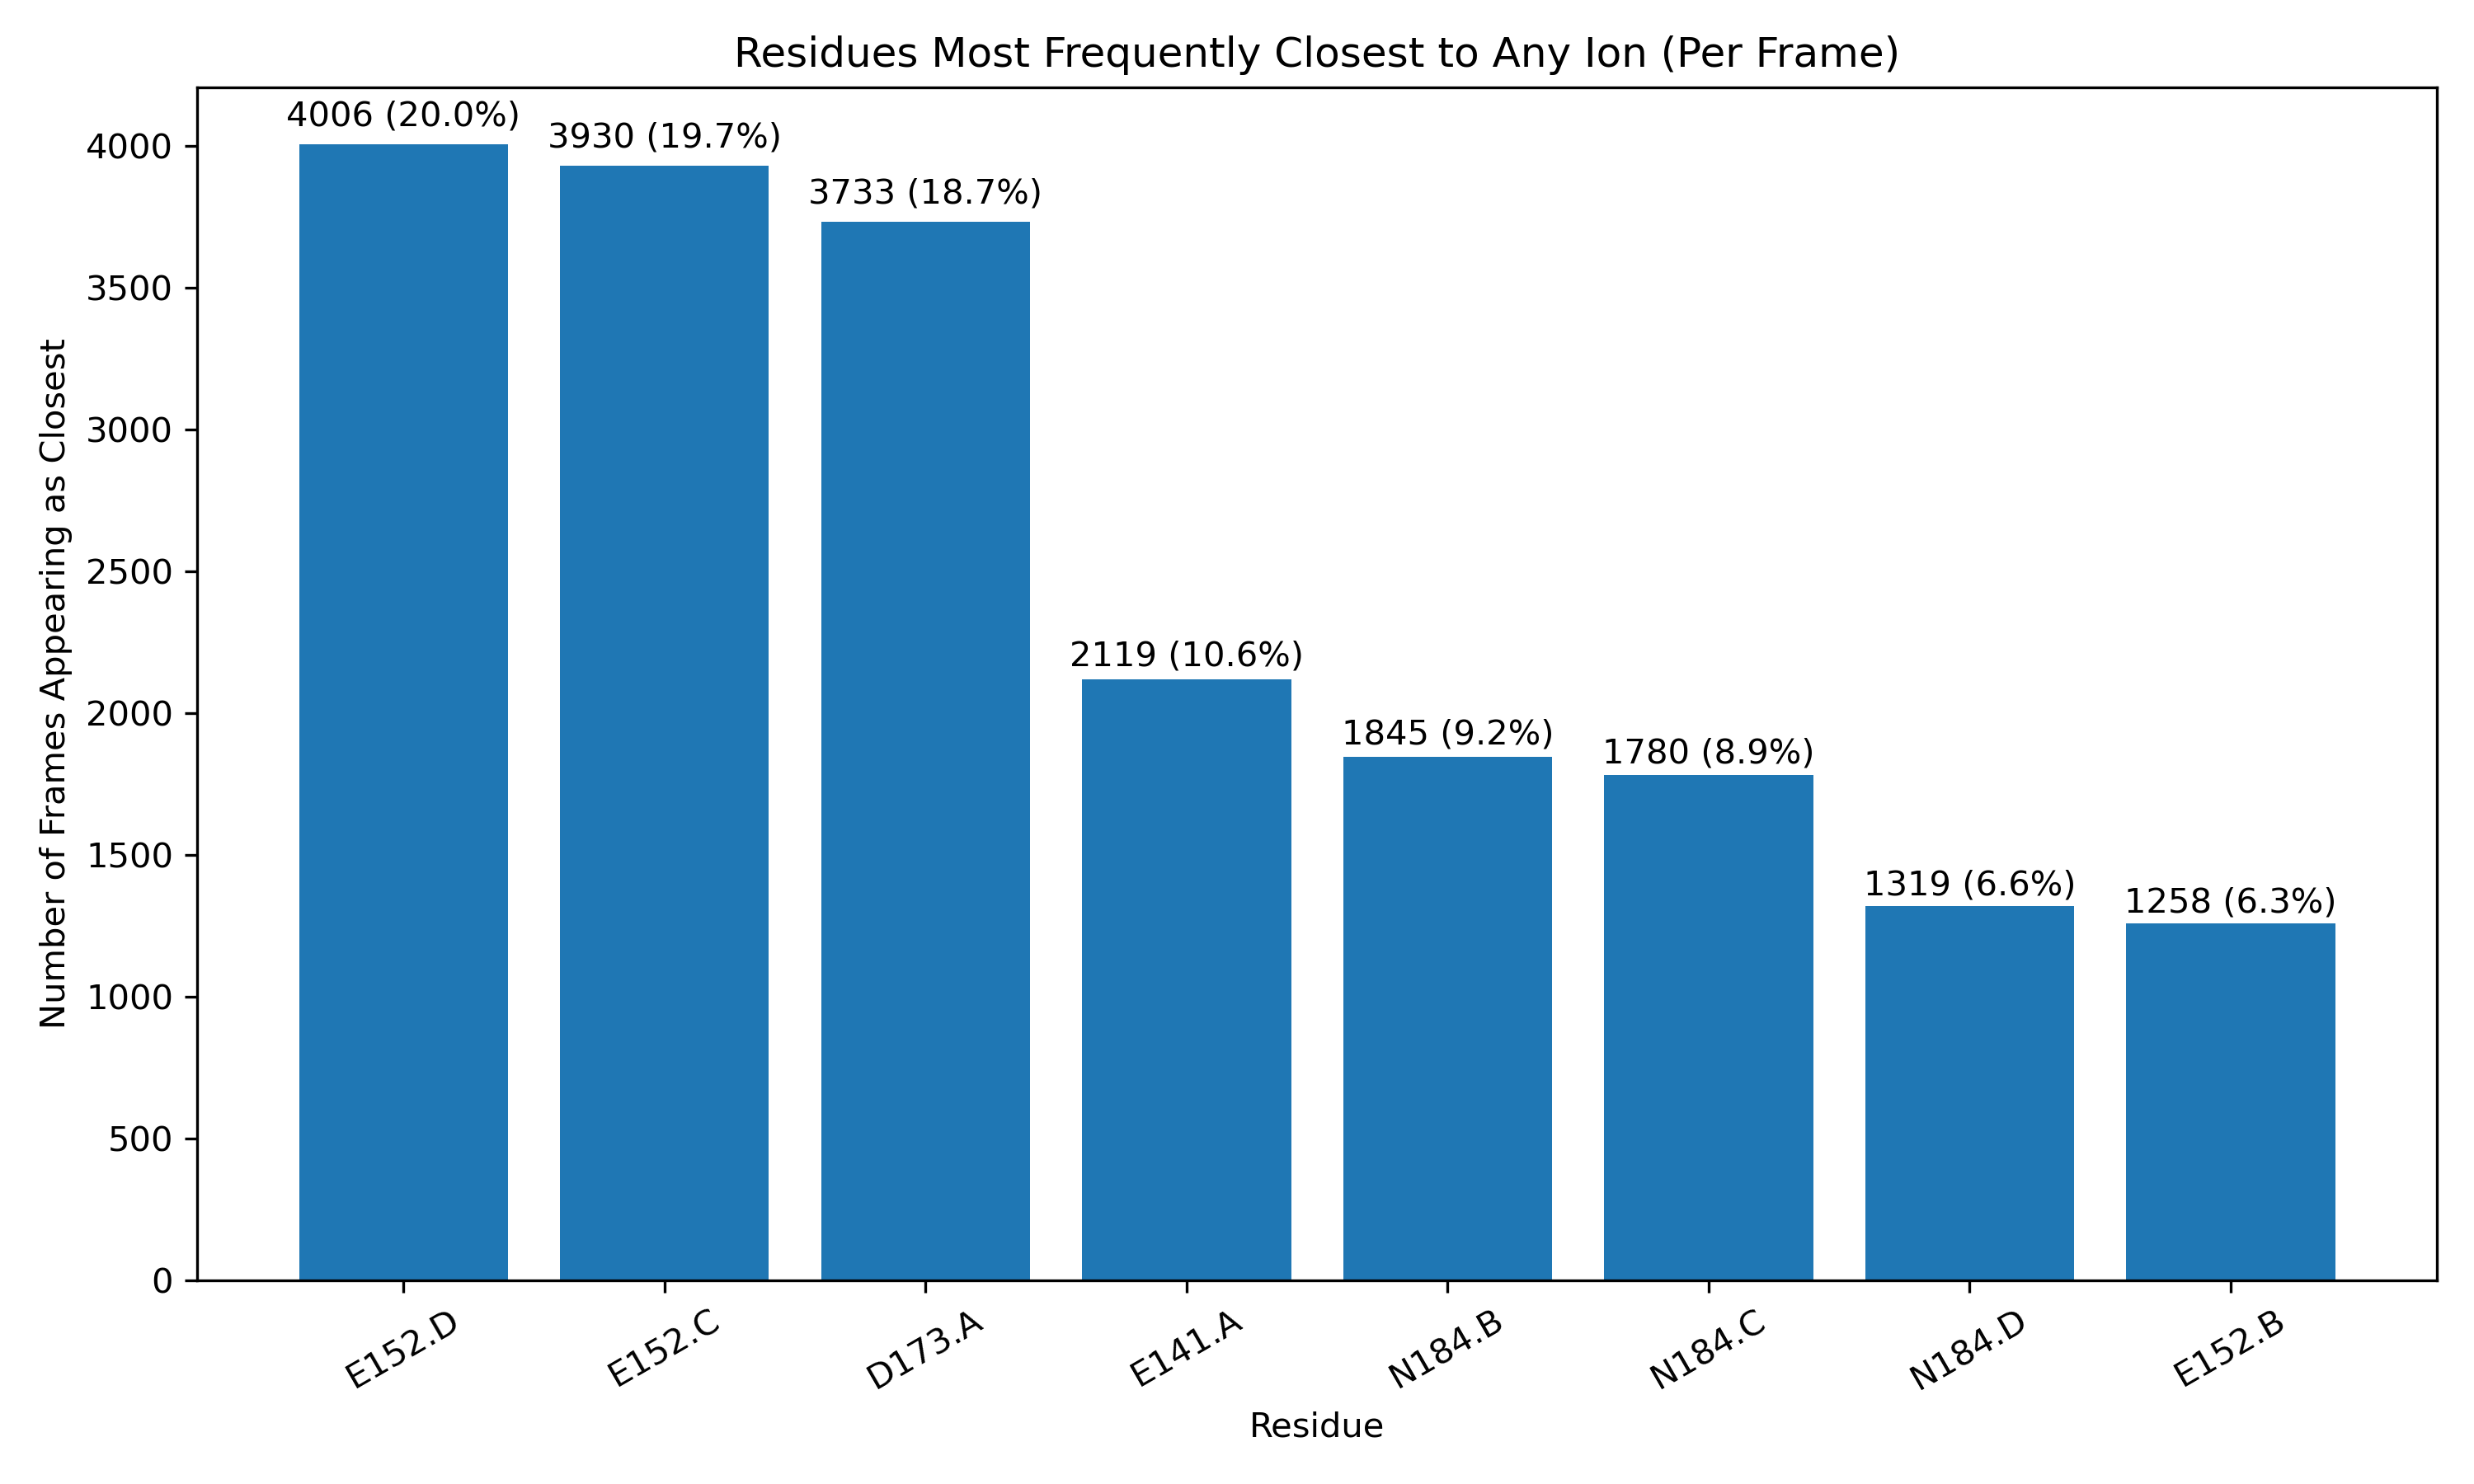 Residues Most Frequently Closest to Any Ion (Per Frame)
4006 (20.0%)
3930 (19.7%)
3733 (18.7%)
2119 (10.6%)
1845 (9.2%)
1780 (8.9%)
1319 (6.6%)
1258 (6.3%)
Number of Frames Appearing as Closest
4000
3500
3000
2500
2000
1500
1000
500
0
E152.D
E152.C
D173.A
E141.A
N184.B
N184.C
N184.D
E152.B
Residue